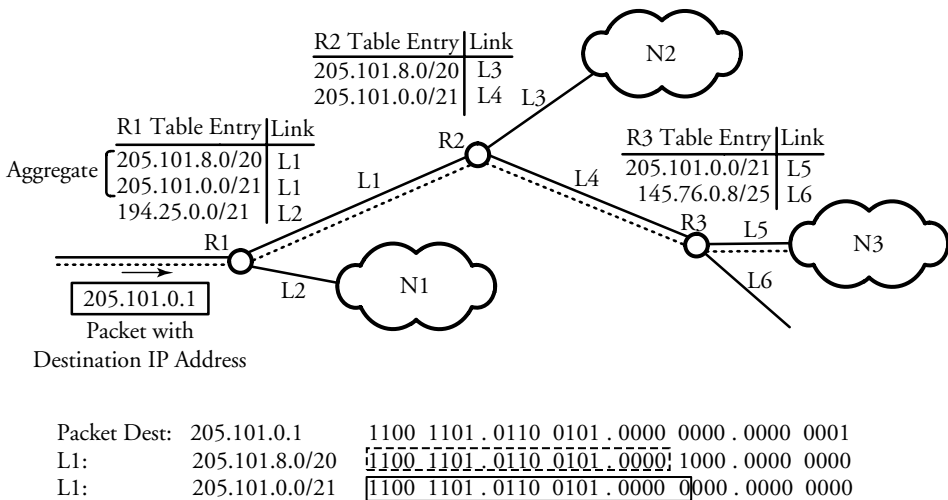 R2 Table Entry Link
205.101.8.0/20 L3
205.101.0.0/21 L4
N2
L3
R1 Table Entry Link
Aggregate
205.101.8.0/20 L1
205.101.0.0/21 L1
194.25.0.0/21 L2
R2
R3 Table Entry Link
205.101.0.0/21 L5
145.76.0.8/25 L6
L1
L4
R1
R3
L5
N3
L2
N1
L6
205.101.0.1
Packet with
Destination IP Address
Packet Dest: 205.101.0.1 1100 1101 . 0110 0101 . 0000 0000 . 0000 0001
L1: 205.101.8.0/20 1100 1101 . 0110 0101 . 0000 1000 . 0000 0000
L1: 205.101.0.0/21 1100 1101 . 0110 0101 . 0000 0000 . 0000 0000